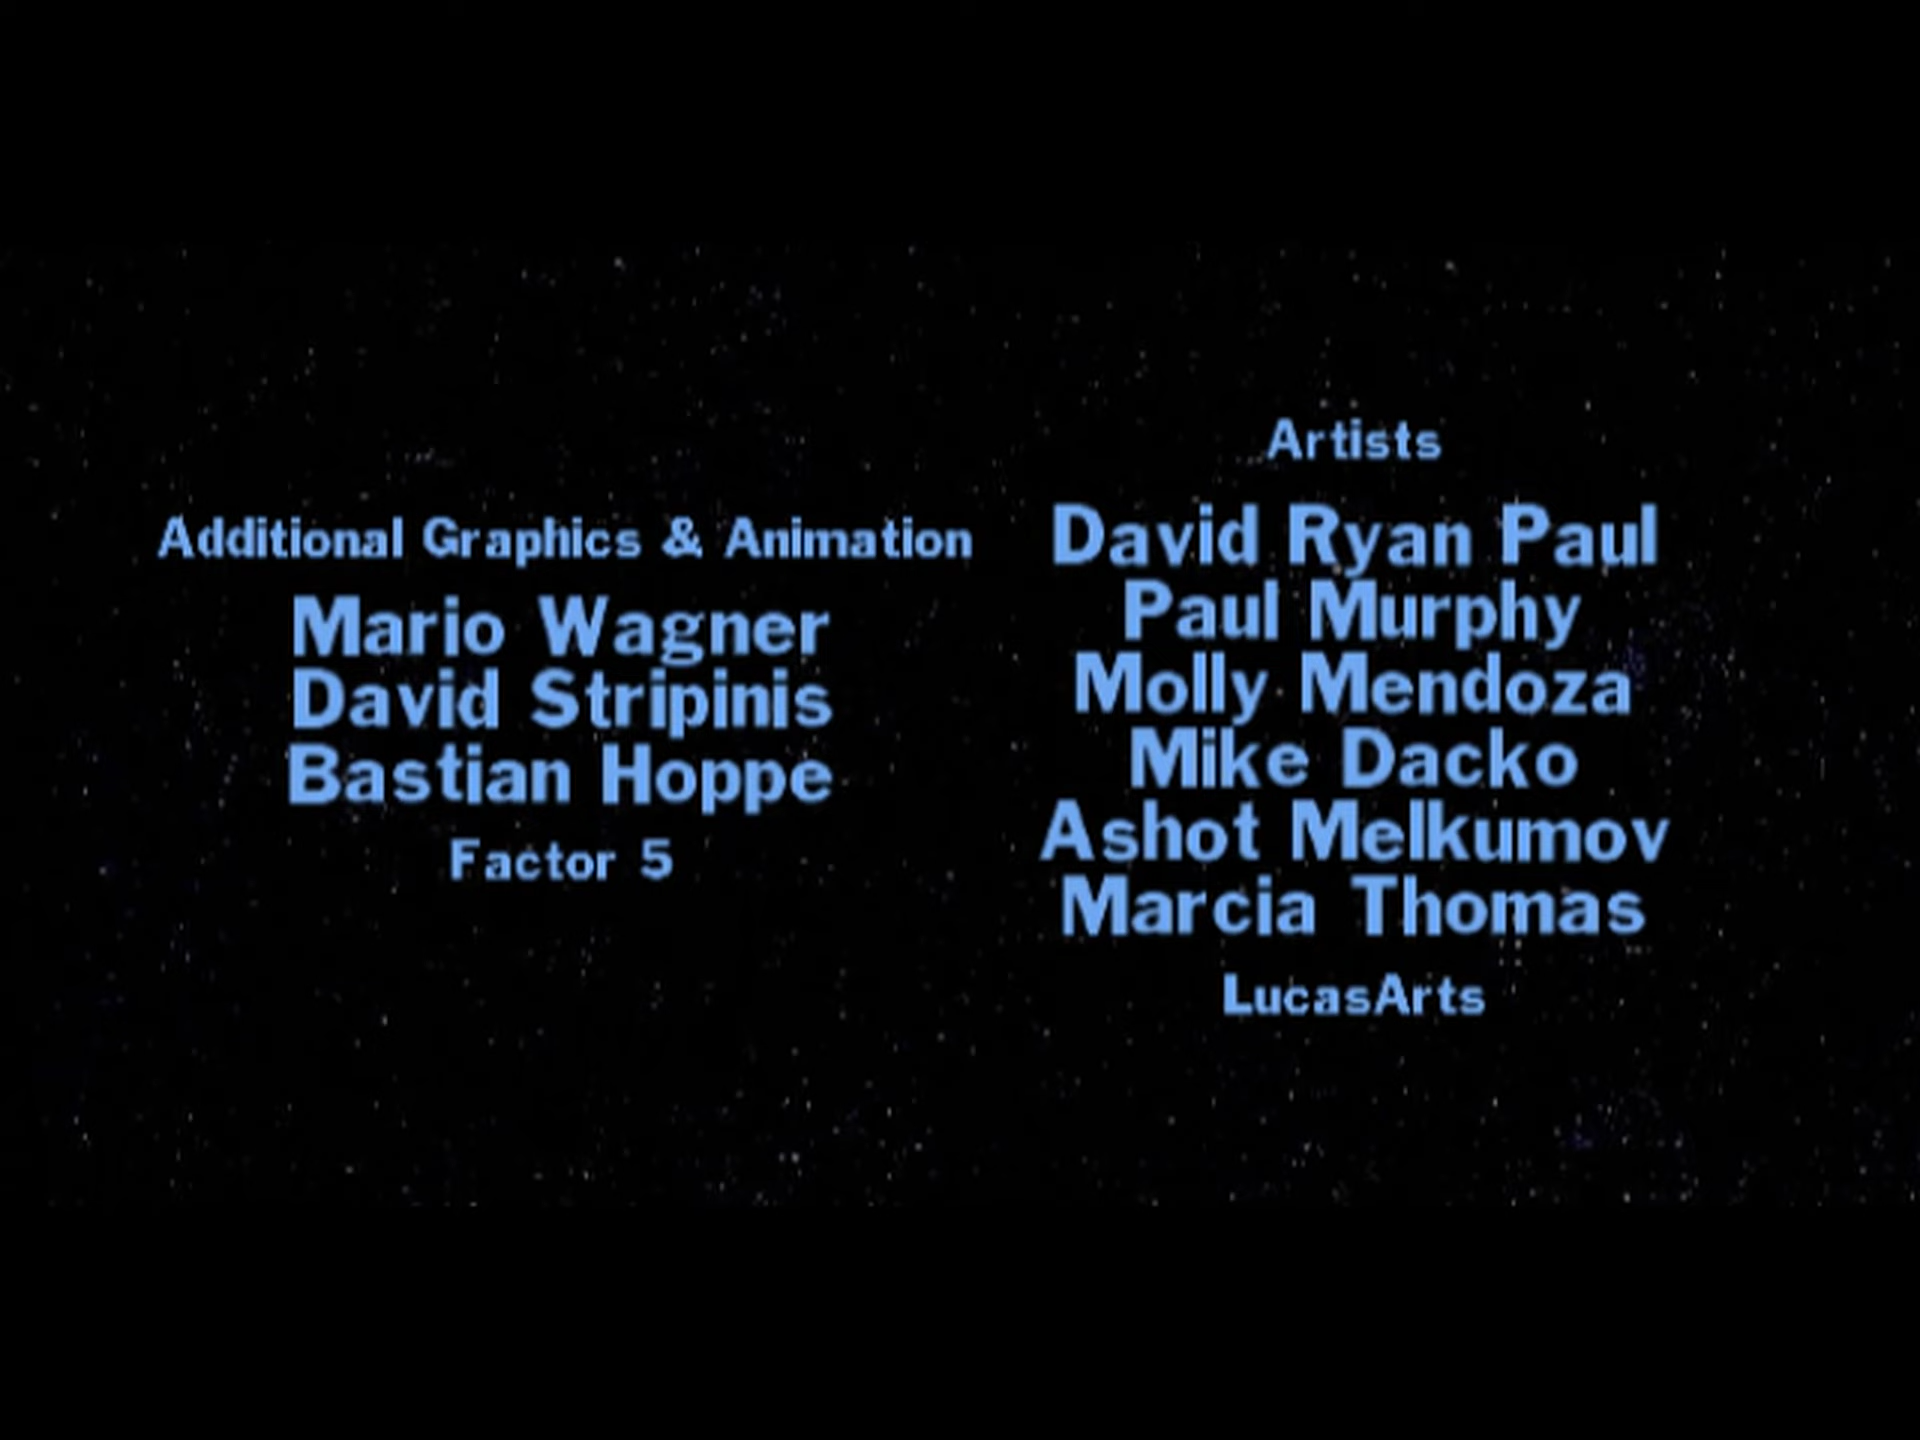 Additional Graphics & Animation
Mario Wagner
David Stripinis
Bastian Hoppe
Factor 5
Artists
David Ryan Paul
Paul Murphy
Molly Mendoza
Mike Dacko
Ashot Melkumov
Marcia Thomas
LucasArts